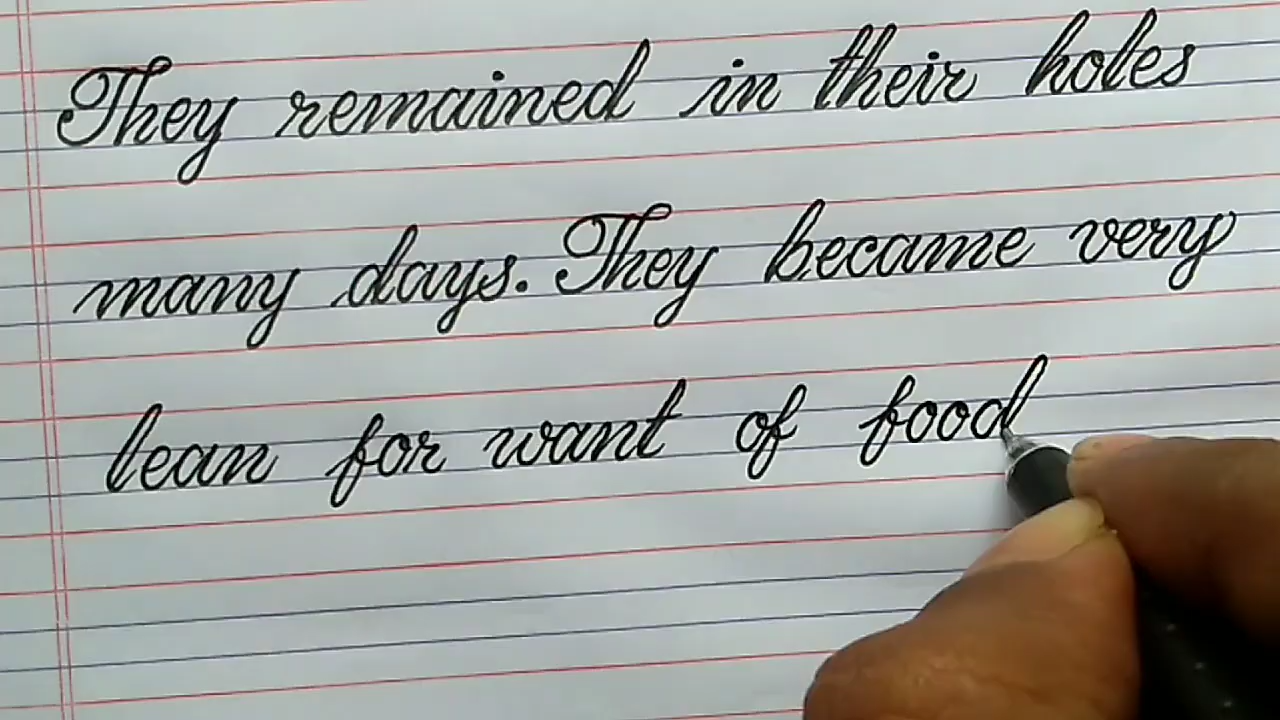 They remained in their holes
many days. They became very
lean for want of food